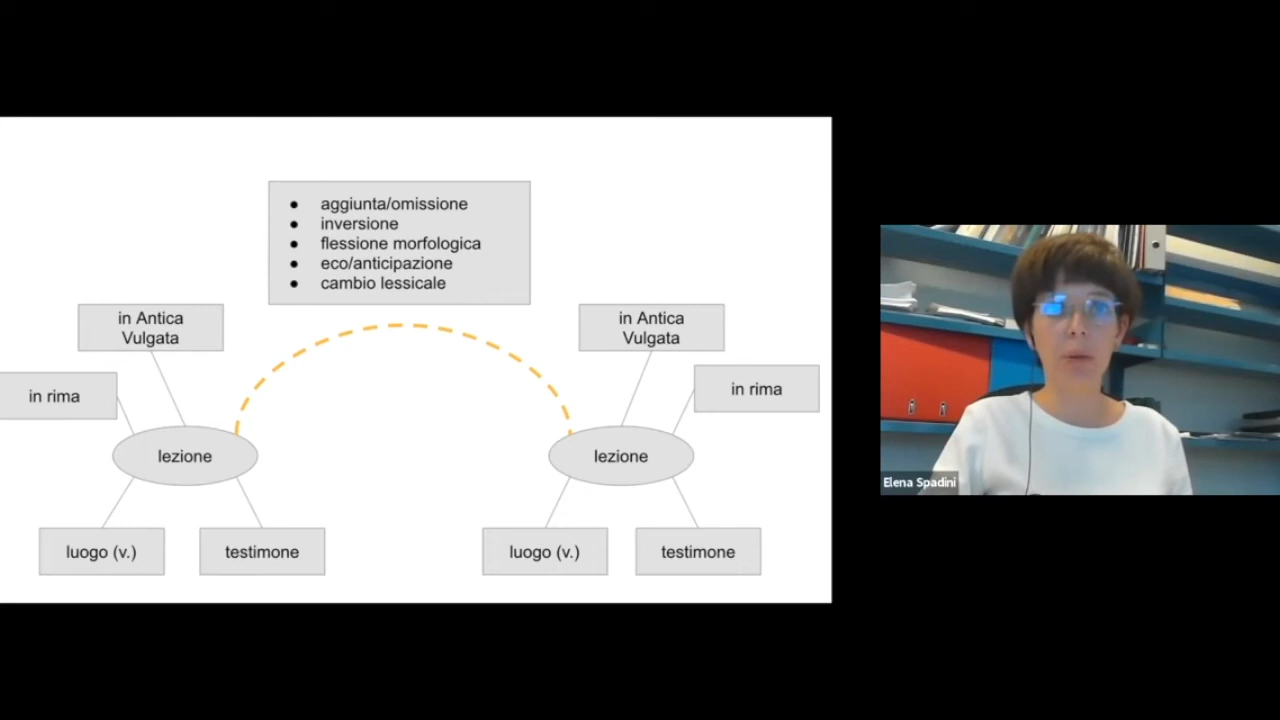 aggiunta/omissione
inversione
flessione morfologica
eco/anticipazione
cambio lessicale
in Antica
Vulgata
in Antica
Vulgata
in rima
in rima
lezione
lezione
luogo (v.)
testimone
luogo (v.)
testimone
Elena Spadini